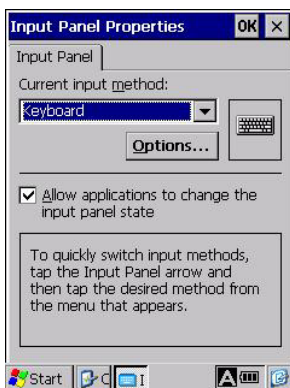 Input Panel Properties OK ×
Input Panel
Current input method:
Keyboard
Options...
Allow applications to change the
input panel state
To quickly switch input methods,
tap the Input Panel arrow and
then tap the desired method from
the menu that appears.
Start C I A